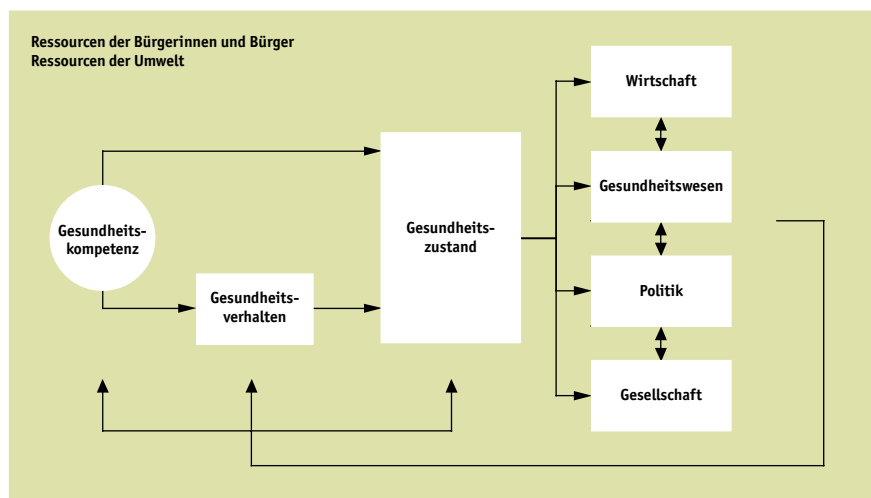 Ressourcen der Bürgerinnen und Bürger
Ressourcen der Umwelt
Wirtschaft
Gesundheitswesen
Gesundheits-
kompetenz
Gesundheits-
zustand
Gesundheits-
verhalten
Politik
Gesellschaft